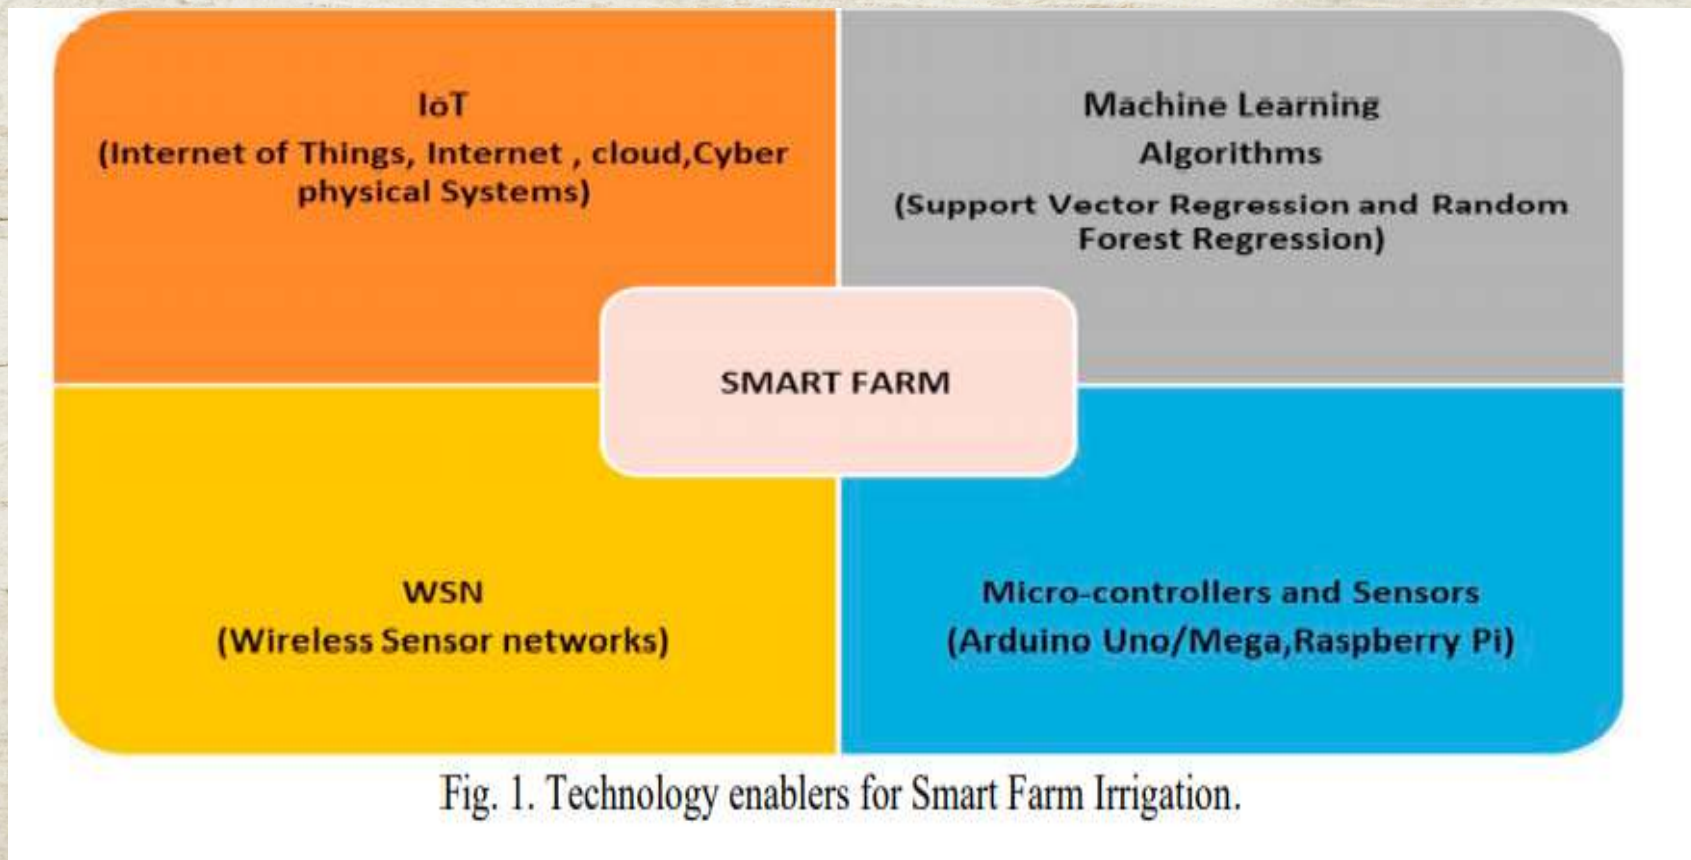 IoT
(Internet of Things, Internet , cloud,Cyber
physical Systems)
Machine Learning
Algorithms
(Support Vector Regression and Random
Forest Regression)
SMART FARM
WSN
(Wireless Sensor networks)
Micro-controllers and Sensors
(Arduino Uno/Mega,Raspberry Pi)
Fig. 1. Technology enablers for Smart Farm Irrigation.